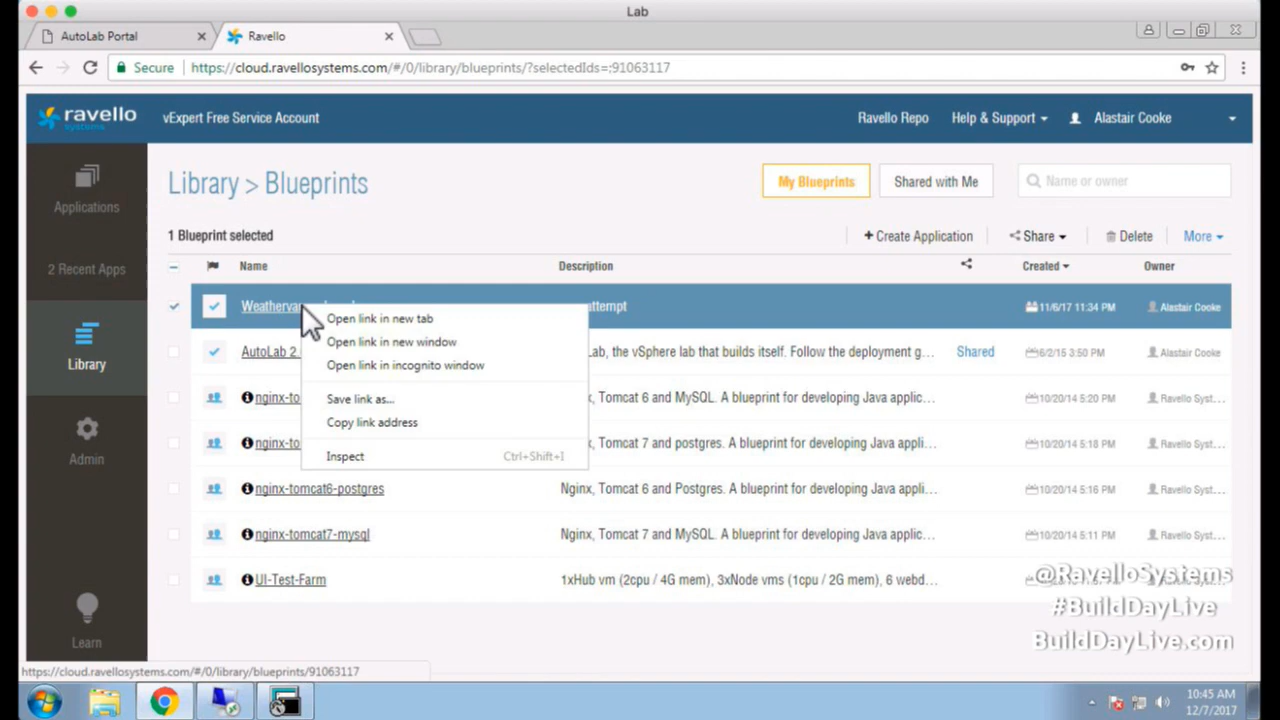 Lab
AutoLab Portal
Ravello
Secure
https://cloud.ravellosystems.com/#/0/library/blueprints/?selectedIds=:91063117
ravello
systems
vExpert Free Service Account
Ravello Repo
Help & Support
Alastair Cooke
Applications
2 Recent Apps
Library
Admin
Learn
Library > Blueprints
My Blueprints
Shared with Me
Name or owner
1 Blueprint selected
+ Create Application
Share
Delete
More
Name
Description
Created
Owner
attempt
11/6/17 11:34 PM
Alastair Cooke
AutoLab 2.
Lab, the vSphere lab that builds itself. Follow the deployment g...
Shared
6/2/15 3:50 PM
Alastair Cooke
, Tomcat 6 and MySQL. A blueprint for developing Java applic...
10/20/14 5:20 PM
Ravello Syst...
, Tomcat 7 and postgres. A blueprint for developing Java appli...
10/20/14 5:18 PM
Ravello Syst...
nginx-tomcat6-postgres
Nginx, Tomcat 6 and Postgres. A blueprint for developing Java appli...
10/20/14 5:16 PM
Ravello Syst...
nginx-tomcat7-mysql
Nginx, Tomcat 7 and MySQL. A blueprint for developing Java applic...
10/20/14 5:11 PM
Ravello Syst...
UI-Test-Farm
1xHub vm (2cpu / 4G mem), 3xNode vms (1cpu / 2G mem), 6 webd...
Open link in new tab
Open link in new window
Open link in incognito window
Save link as...
Copy link address
Inspect
Ctrl+Shift+I
@RavelloSystems
#BuildDayLive
BuildDayLive.com
https://cloud.ravellosystems.com/#/0/library/blueprints/91063117
10:45 AM
12/7/2017